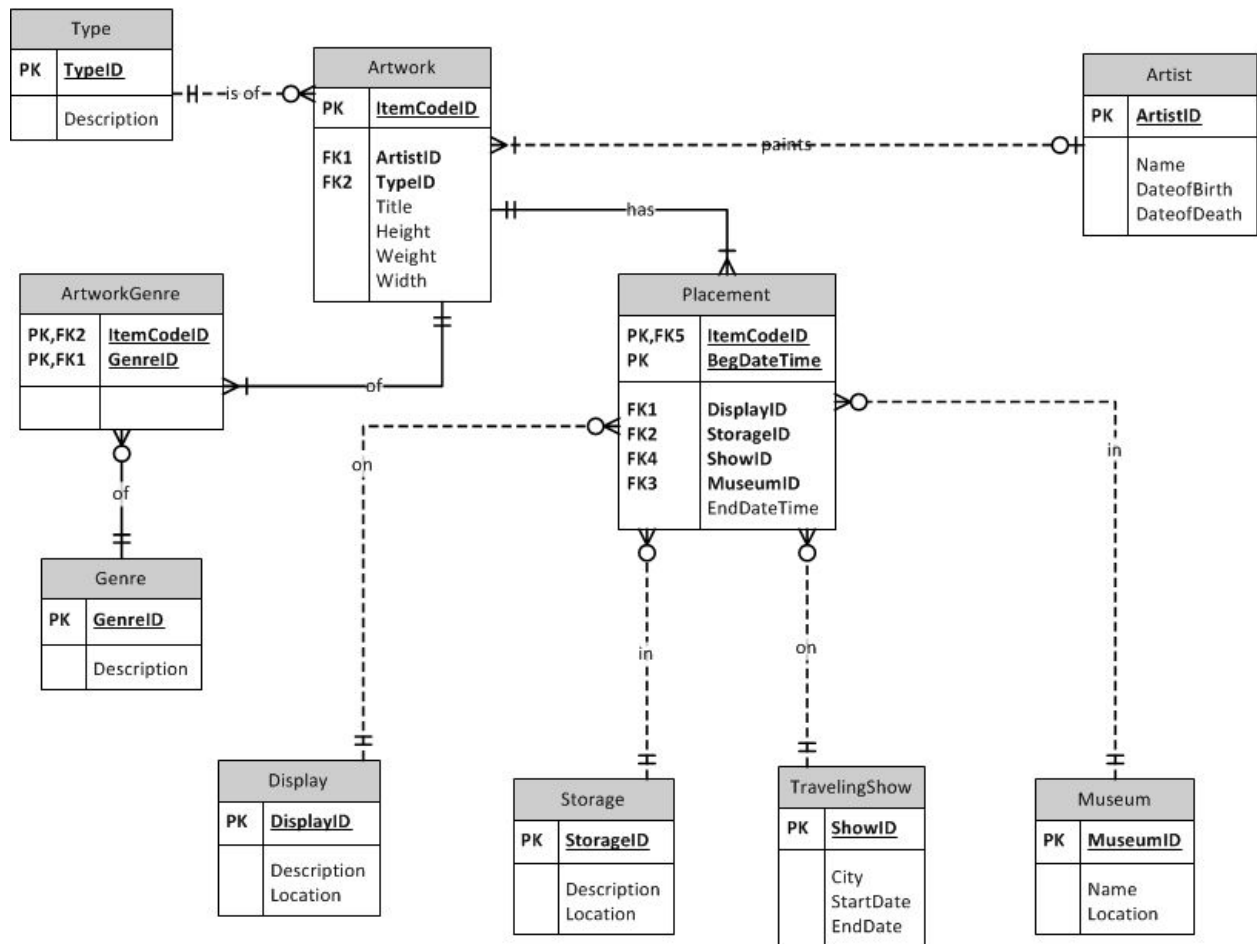 Type
PK TypeID
Description
is of
Artwork
PK ItemCodeID
FK1 ArtistID
FK2 TypeID
Title
Height
Weight
Width
paints
Artist
PK ArtistID
Name
DateofBirth
DateofDeath
has
ArtworkGenre
PK,FK2 ItemCodeID
PK,FK1 GenreID
of
Placement
PK,FK5 ItemCodeID
PK BegDateTime
FK1 DisplayID
FK2 StorageID
FK4 ShowID
FK3 MuseumID
EndDateTime
of
Genre
PK GenreID
Description
on
in
on
in
Display
PK DisplayID
Description
Location
Storage
PK StorageID
Description
Location
TravelingShow
PK ShowID
City
StartDate
EndDate
Museum
PK MuseumID
Name
Location